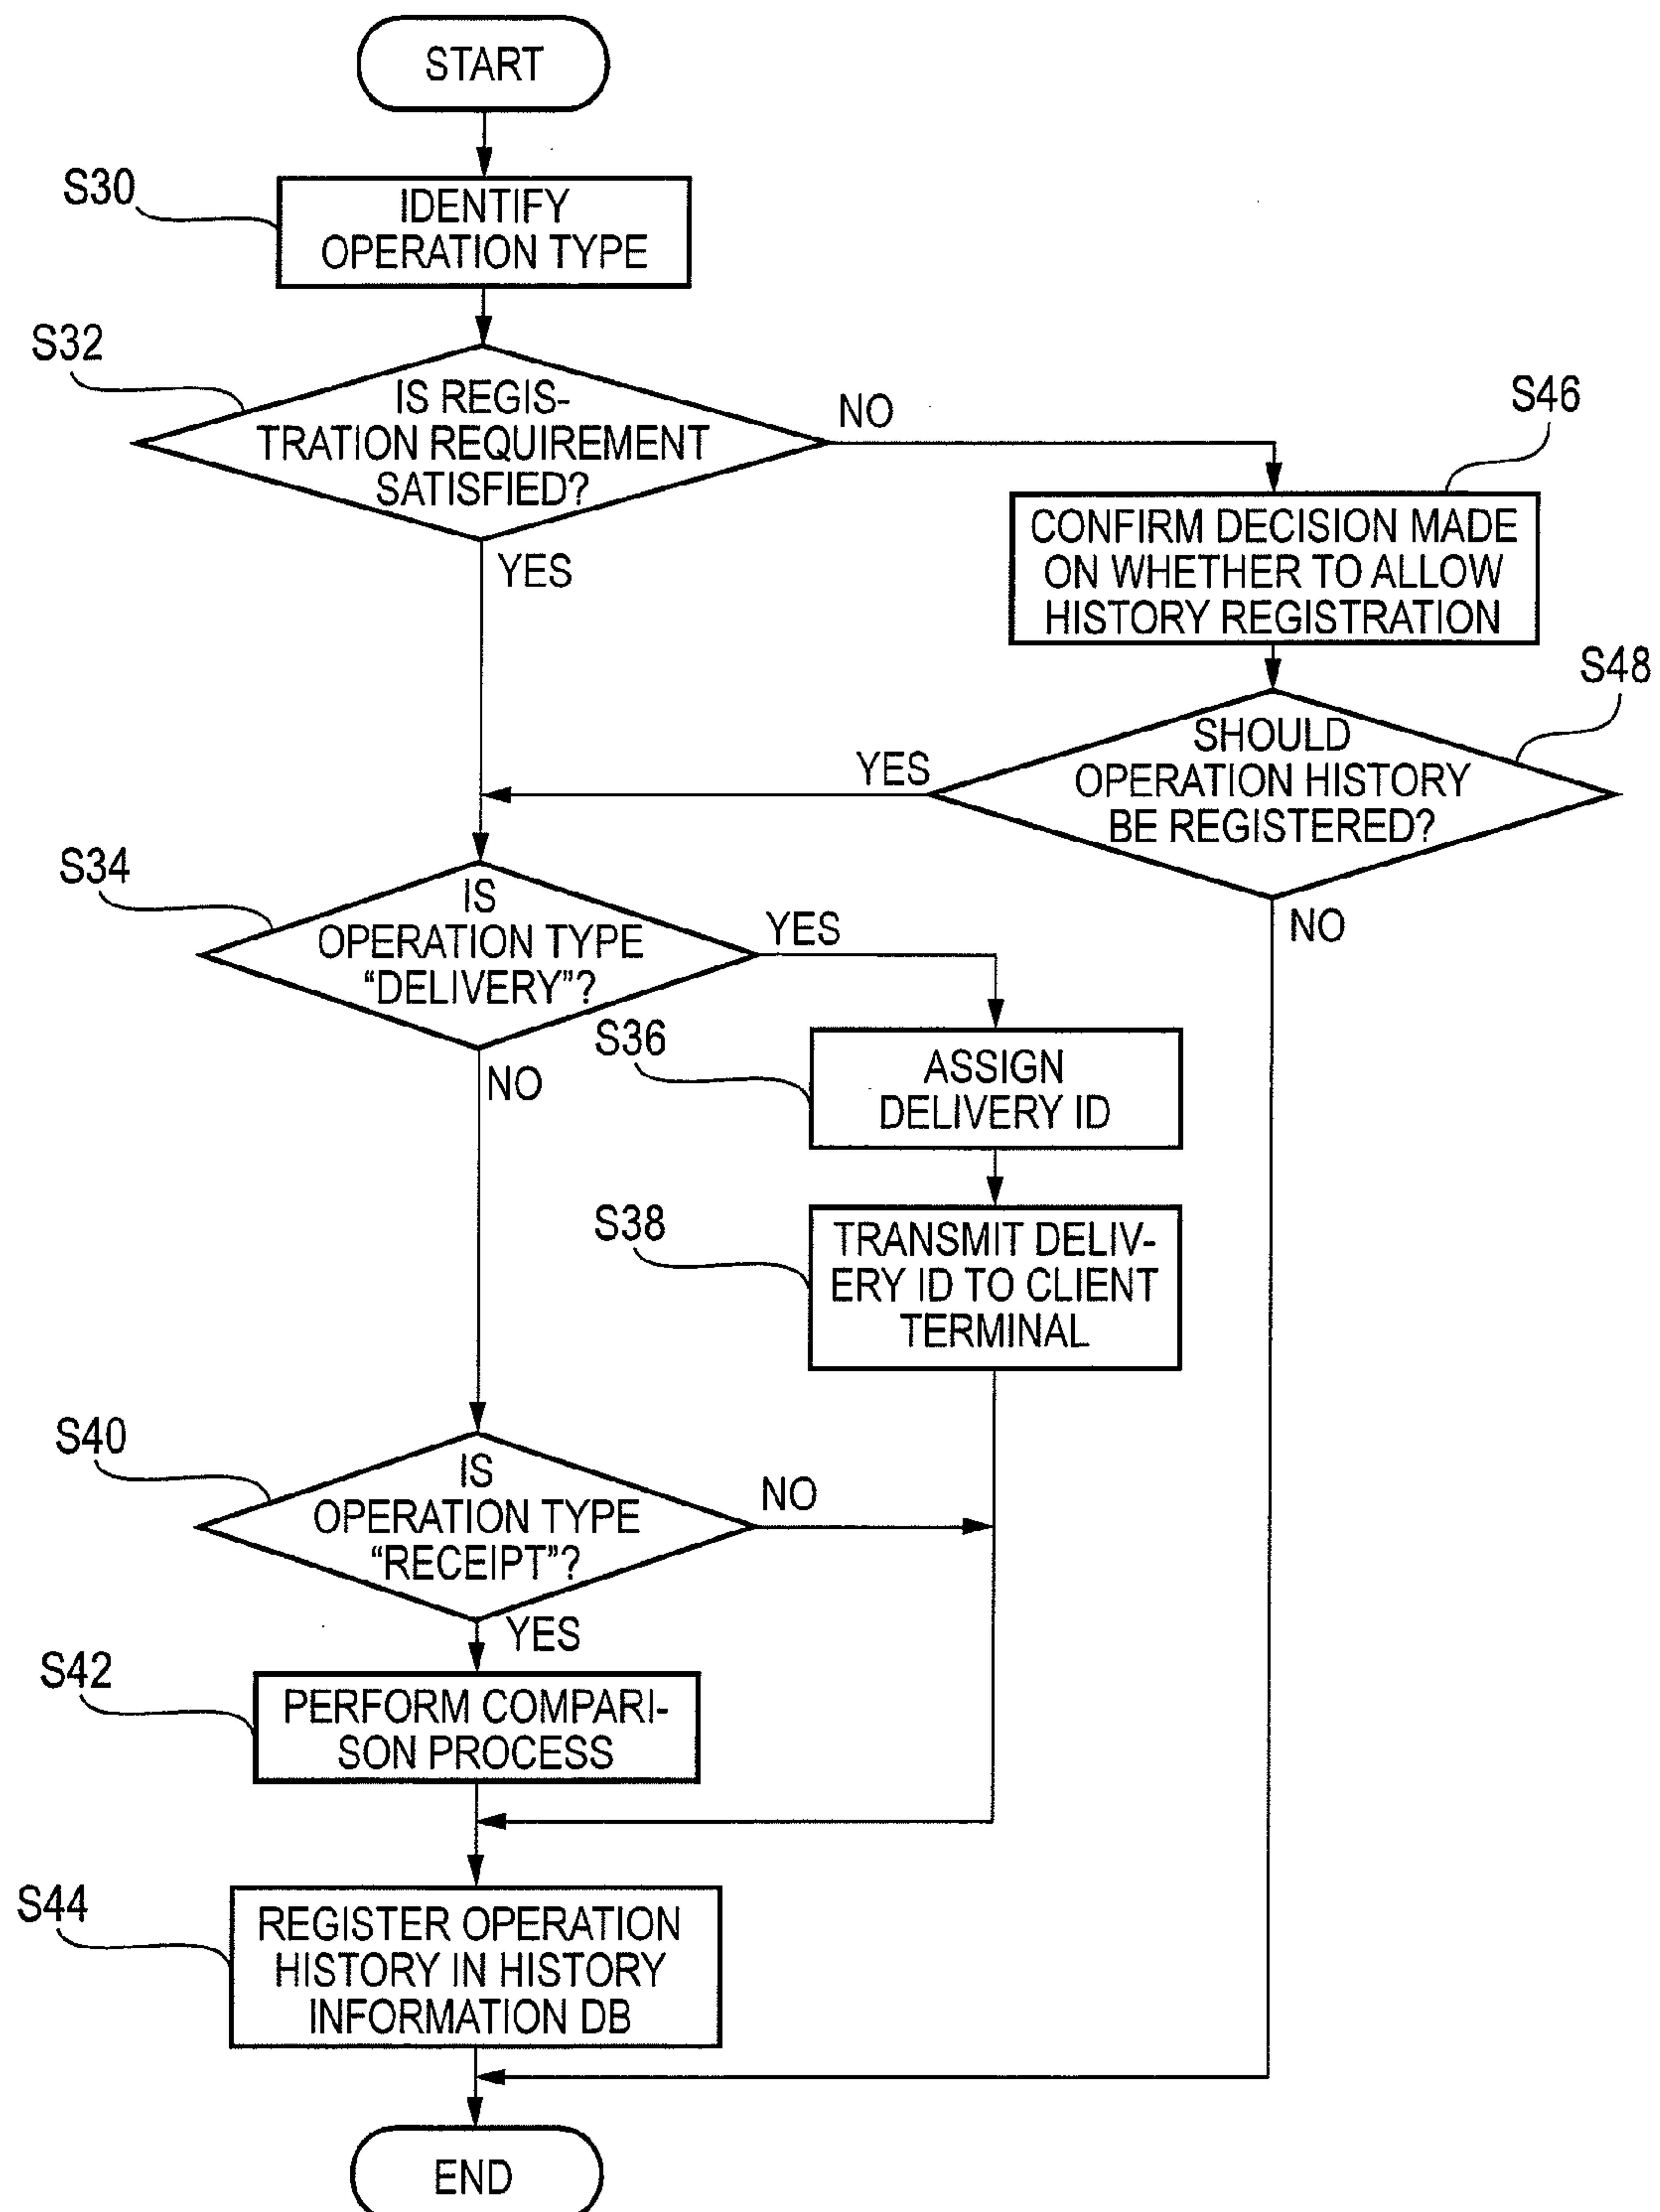 START
S30
IDENTIFY
OPERATION TYPE
S32
IS REGIS-
TRATION REQUIREMENT
SATISFIED?
NO
YES
S46
CONFIRM DECISION MADE
ON WHETHER TO ALLOW
HISTORY REGISTRATION
S48
SHOULD
OPERATION HISTORY
BE REGISTERED?
YES
NO
S34
IS
OPERATION TYPE
“DELIVERY”?
YES
NO
S36
ASSIGN
DELIVERY ID
S38
TRANSMIT DELIV-
ERY ID TO CLIENT
TERMINAL
S40
IS
OPERATION TYPE
“RECEIPT”?
NO
YES
S42
PERFORM COMPARI-
SON PROCESS
S44
REGISTER OPERATION
HISTORY IN HISTORY
INFORMATION DB
END